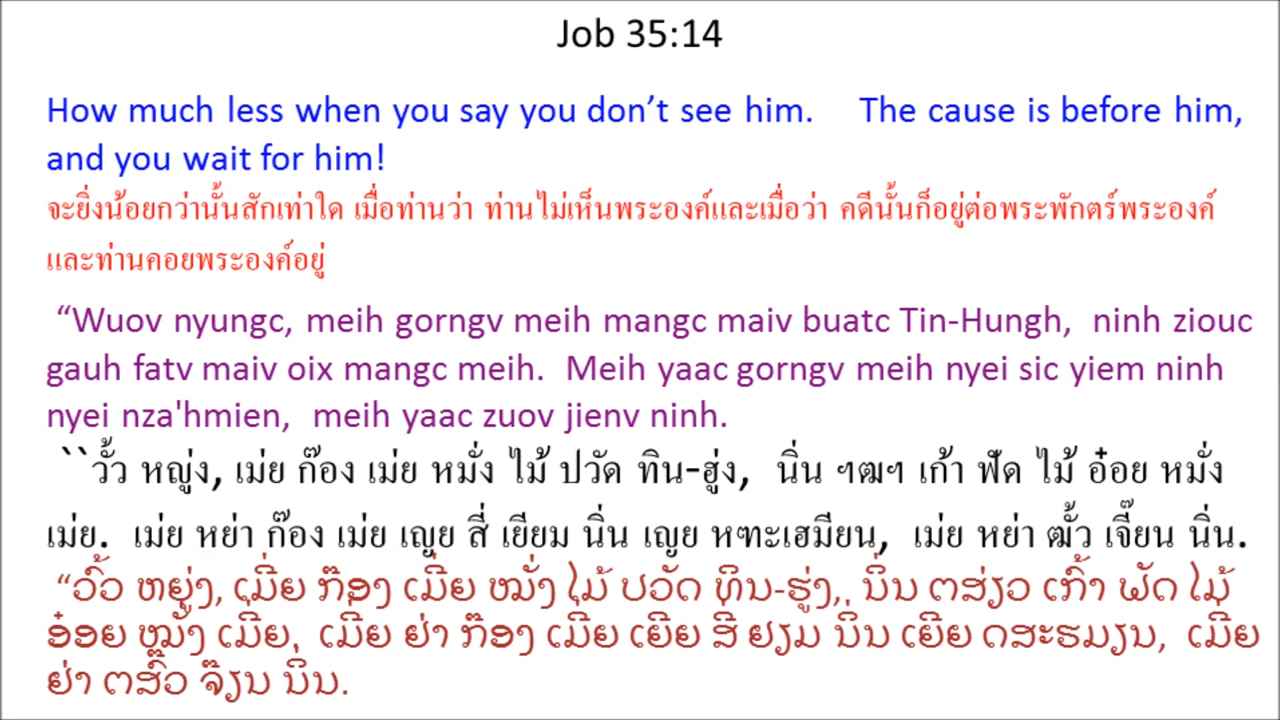 Job 35:14
How much less when you say you don’t see him. The cause is before him,
and you wait for him!
จะยิ่งน้อยกว่านั้นสักเท่าใด เมื่อท่านว่า ท่านไม่เห็นพระองค์และเมื่อว่า คดีนั้นก็อยู่ต่อพระพักตร์พระองค์
และท่านคอยพระองค์อยู่
“Wuov nyungc, meih gorngv meih mangc maiv buatc Tin-Hungh, ninh ziouc
gauh fatv maiv oix mangc meih. Meih yaac gorngv meih nyei sic yiem ninh
nyei nza'hmien, meih yaac zuov jienv ninh.
``วั้ว หญู่ง, เม่ย ก๊อง เม่ย หมั่ง ไม้ ปวัด ทิน-ฮู่ง, นิ่น ฯฒฯ เก้า ฟัด ไม้ อ๋อย หมั่ง
เม่ย. เม่ย หย่า ก๊อง เม่ย เญย สี่ เยียม นิ่น เญย หฑะเฮมียน, เม่ย หย่า ฒั้ว เจี๊ยน นิ่น.
“ວົ້ວ ຫຍູ່ງ, ເມີ່ຍ ກ໊ອງ ເມີ່ຍ ໝັ່ງ ໄມ້ ປວັດ ທິນ-ຮູ່ງ,, ນິ່ນ ຕສ່ຽວ ເກົ້າ ຟັດ ໄມ້
ອ໋ອຍ ໝັ່ງ ເມີ່ຍ. ເມີ່ຍ ຢ່າ ກ໊ອງ ເມີ່ຍ ເຍີຍ ສີ່ ຢຽມ ນິ່ນ ເຍີຍ ດສະຮມຽນ, ເມີ່ຍ
ຢ່າ ຕສົ໊ວ ຈ໊ຽນ ນິ່ນ.